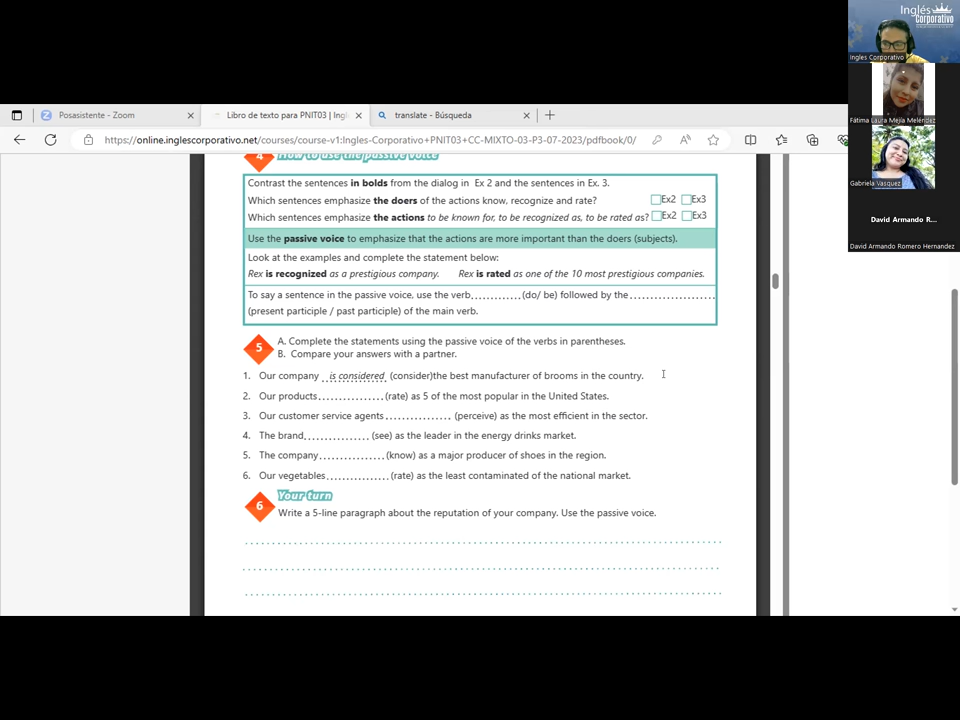 Inglés
Corporativo
Ingles Corporativo
Fátima Laura Mejía Meléndez
Gabriela Vasquez
David Armando R...
David Armando Romero Hernandez
Posasistente - Zoom
Libro de texto para PNIT03 | Ingl
translate - Búsqueda
https://online.inglescorporativo.net/courses/course-v1:Ingles-Corporativo+PNIT03+CC-MIXTO-03-P3-07-2023/pdfbook/0/
4 How to use the passive voice
Contrast the sentences in bolds from the dialog in Ex 2 and the sentences in Ex. 3.
Which sentences emphasize the doers of the actions know, recognize and rate? Ex2 Ex3
Which sentences emphasize the actions to be known for, to be recognized as, to be rated as? Ex2 Ex3
Use the passive voice to emphasize that the actions are more important than the doers (subjects).
Look at the examples and complete the statement below:
Rex is recognized as a prestigious company. Rex is rated as one of the 10 most prestigious companies.
To say a sentence in the passive voice, use the verb.............(do/ be) followed by the.....................
(present participle / past participle) of the main verb.
5
A. Complete the statements using the passive voice of the verbs in parentheses.
B. Compare your answers with a partner.
1. Our company is considered (consider)the best manufacturer of brooms in the country.
2. Our products................(rate) as 5 of the most popular in the United States.
3. Our customer service agents................ (perceive) as the most efficient in the sector.
4. The brand................ (see) as the leader in the energy drinks market.
5. The company................(know) as a major producer of shoes in the region.
6. Our vegetables................(rate) as the least contaminated of the national market.
6 Your turn
Write a 5-line paragraph about the reputation of your company. Use the passive voice.